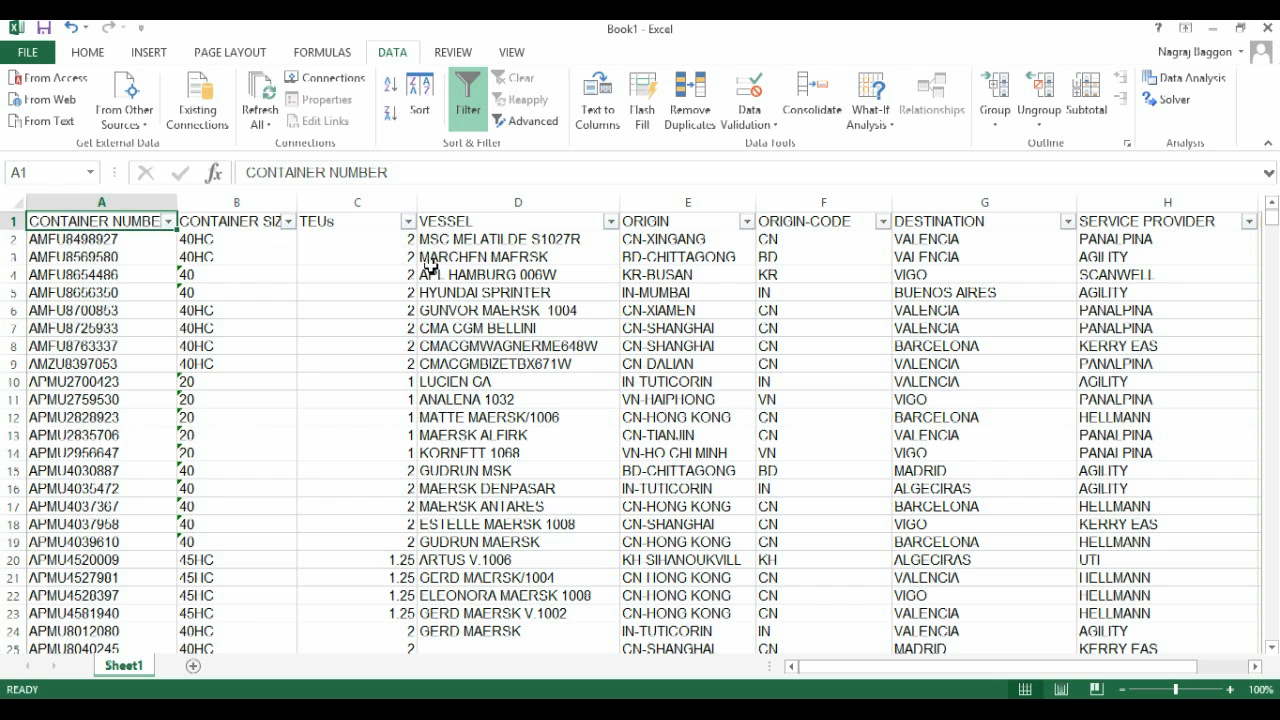 Book1 - Excel
FILE HOME INSERT PAGE LAYOUT FORMULAS DATA REVIEW VIEW Nagraj Baggon
From Access
From Web
From Text
From Other Sources
Existing Connections
Get External Data
Refresh All
Connections
Properties
Edit Links
Connections
Sort
Filter
Clear
Reapply
Advanced
Sort & Filter
Text to Columns
Flash Fill
Remove Duplicates
Data Validation
Consolidate
What-If Analysis
Relationships
Data Tools
Group
Ungroup
Subtotal
Outline
Data Analysis
Solver
Analysis
A1 fx CONTAINER NUMBER
A B C D E F G H
1 CONTAINER NUMBE CONTAINER SIZ TEUs VESSEL ORIGIN ORIGIN-CODE DESTINATION SERVICE PROVIDER
2 AMFU8498927 40HC 2 MSC MELATILDE S1027R CN-XINGANG CN VALENCIA PANALPINA
3 AMFU8569580 40HC 2 MARCHEN MAERSK BD-CHITTAGONG BD VALENCIA AGILITY
4 AMFU8654486 40 2 APL HAMBURG 006W KR-BUSAN KR VIGO SCANWELL
5 AMFU8656350 40 2 HYUNDAI SPRINTER IN-MUMBAI IN BUENOS AIRES AGILITY
6 AMFU8700853 40HC 2 GUNVOR MAERSK 1004 CN-XIAMEN CN VALENCIA PANALPINA
7 AMFU8725933 40HC 2 CMA CGM BELLINI CN-SHANGHAI CN VALENCIA PANALPINA
8 AMFU8763337 40HC 2 CMACGMWAGNERME648W CN-SHANGHAI CN BARCELONA KERRY EAS
9 AMZU8397053 40HC 2 CMACGMBIZETBX671W CN-DALIAN CN VALENCIA PANALPINA
10 APMU2700423 20 1 LUCIEN GA IN-TUTICORIN IN VALENCIA AGILITY
11 APMU2759530 20 1 ANALENA 1032 VN-HAIPHONG VN VIGO PANALPINA
12 APMU2828923 20 1 MATTE MAERSK/1006 CN-HONG KONG CN BARCELONA HELLMANN
13 APMU2835706 20 1 MAERSK ALFIRK CN-TIANJIN CN VALENCIA PANALPINA
14 APMU2956647 20 1 KORNETT 1068 VN-HO CHI MINH VN VIGO PANALPINA
15 APMU4030887 40 2 GUDRUN MSK BD-CHITTAGONG BD MADRID AGILITY
16 APMU4035472 40 2 MAERSK DENPASAR IN-TUTICORIN IN ALGECIRAS AGILITY
17 APMU4037367 40 2 MAERSK ANTARES CN-HONG KONG CN BARCELONA HELLMANN
18 APMU4037958 40 2 ESTELLE MAERSK 1008 CN-SHANGHAI CN VIGO KERRY EAS
19 APMU4039610 40 2 GUDRUN MAERSK CN-HONG KONG CN BARCELONA HELLMANN
20 APMU4520009 45HC 1.25 ARTUS V.1006 KH-SIHANOUKVILL KH ALGECIRAS UTI
21 APMU4527981 45HC 1.25 GERD MAERSK/1004 CN-HONG KONG CN VALENCIA HELLMANN
22 APMU4528397 45HC 1.25 ELEONORA MAERSK 1008 CN-HONG KONG CN VIGO HELLMANN
23 APMU4581940 45HC 1.25 GERD MAERSK V.1002 CN-HONG KONG CN VALENCIA HELLMANN
24 APMU8012080 40HC 2 GERD MAERSK IN-TUTICORIN IN VALENCIA AGILITY
25 APMU8040245 40HC 2 CN-SHANGHAI CN MADRID KERRY EAS
Sheet1
READY 100%